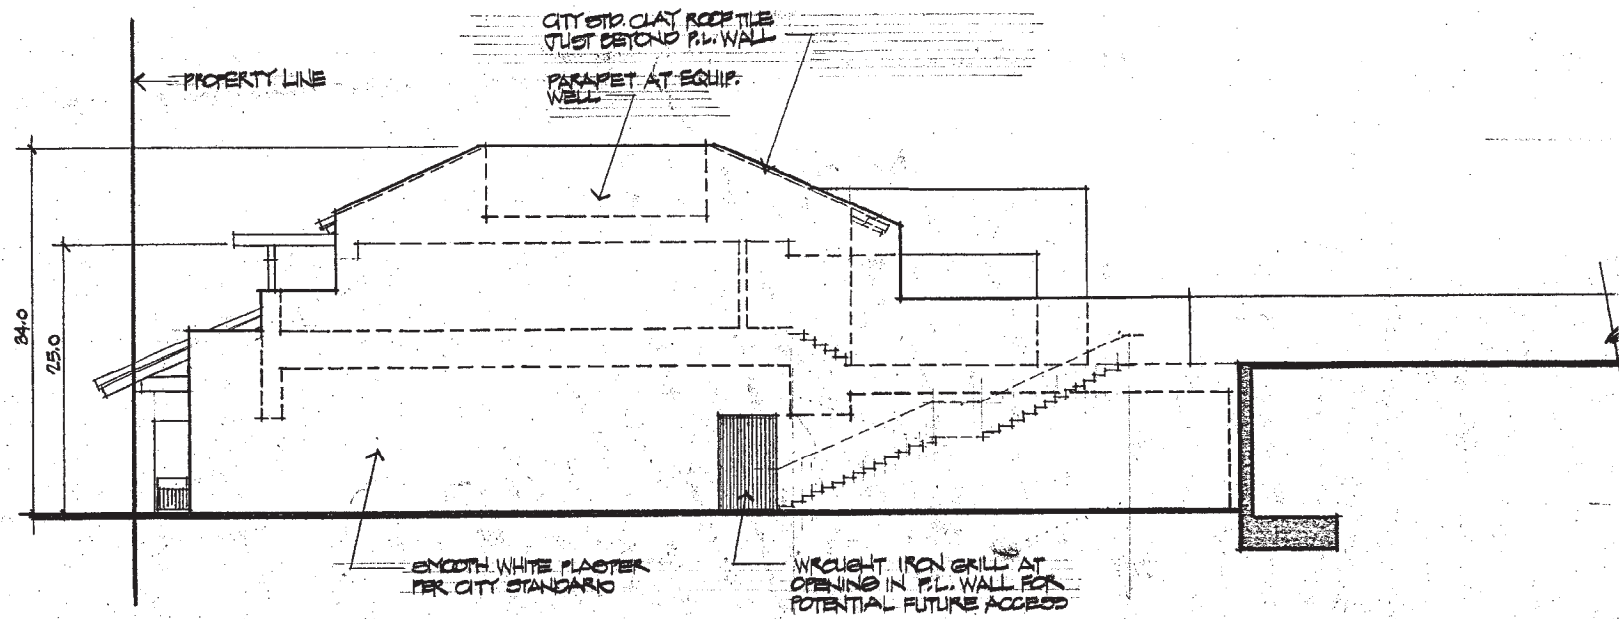 CITY STD. CLAY ROOF TILE
JUST BEYOND P.L. WALL
PROPERTY LINE
PARAPET AT EQUIP.
WELL
34.0
25.0
SMOOTH WHITE PLASTER
PER CITY STANDARD
WROUGHT IRON GRILL AT
OPENING IN P.L. WALL FOR
POTENTIAL FUTURE ACCESS